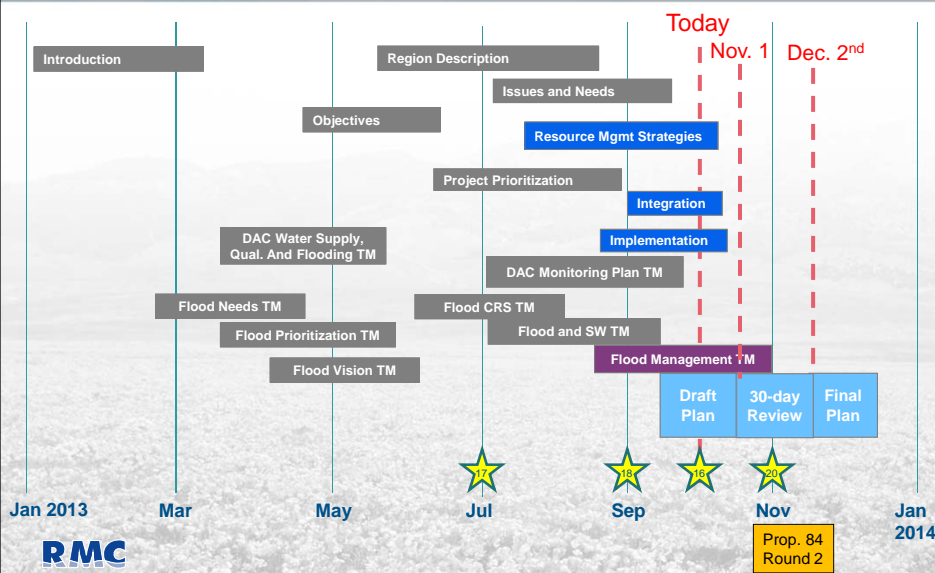 Today
Nov. 1
Dec. 2nd
Introduction
Region Description
Issues and Needs
Objectives
Resource Mgmt Strategies
Project Prioritization
Integration
DAC Water Supply,
Qual. And Flooding TM
Implementation
DAC Monitoring Plan TM
Flood Needs TM
Flood CRS TM
Flood Prioritization TM
Flood and SW TM
Flood Vision TM
Flood Management TM
Draft
Plan
30-day
Review
Final
Plan
17
18
16
20
Jan 2013
Mar
May
Jul
Sep
Nov
Jan
2014
Prop. 84
Round 2
RMC